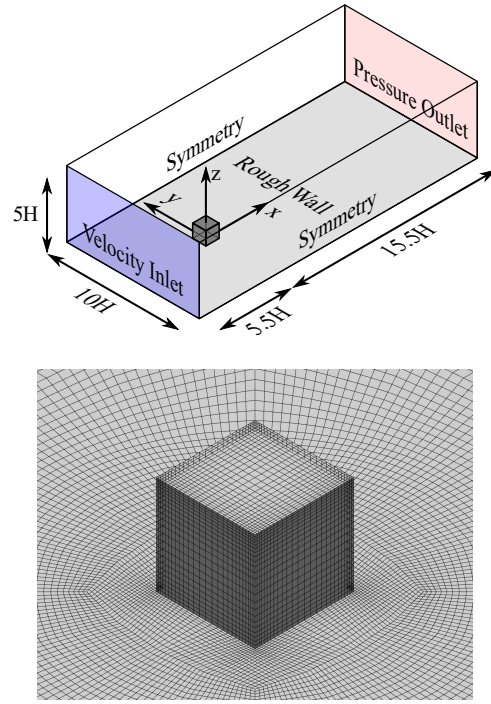 Pressure Outlet
Symmetry
z
Rough Wall
y
x
5H
Velocity Inlet
Symmetry
15.5H
10H
5.5H